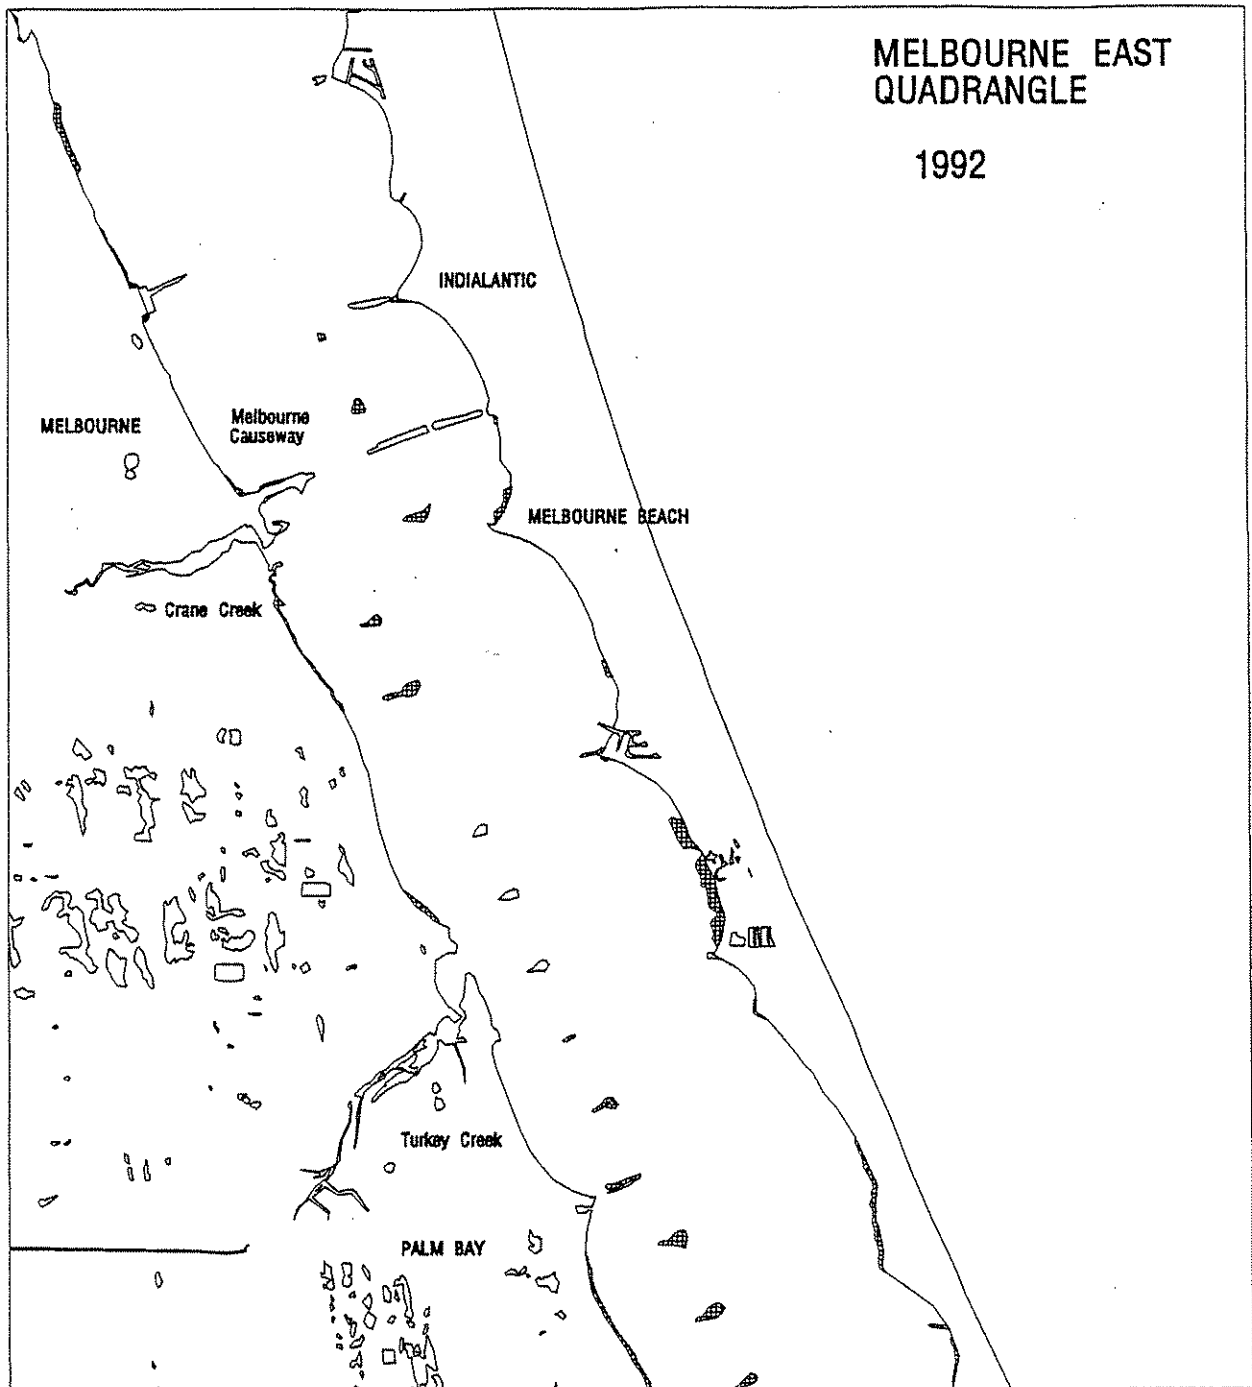 MELBOURNE EAST
QUADRANGLE
1992
INDIALANTIC
MELBOURNE
Melbourne
Causeway
MELBOURNE BEACH
Crane Creek
Turkey Creek
PALM BAY